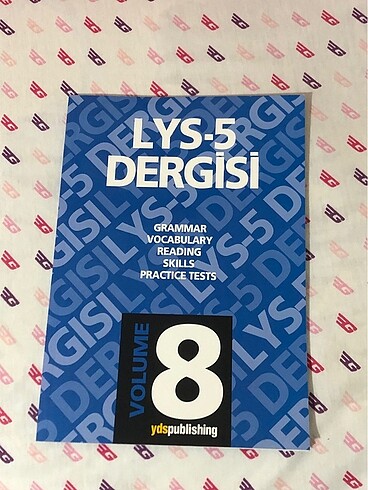 LYS-5
DERGİSİ
GRAMMAR
VOCABULARY
READING
SKILLS
PRACTICE TESTS
VOLUME
8
ydspublishing